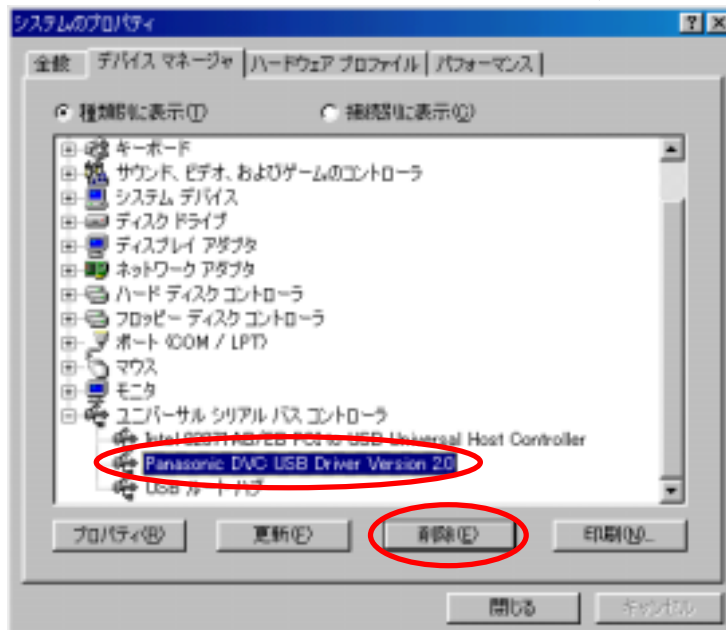 システムのプロパティ
全般 デバイス マネージャ ハードウェア プロファイル パフォーマンス
種類別に表示(T) 接続別に表示(C)
キーボード
サウンド、ビデオ、およびゲームのコントローラ
システム デバイス
ディスク ドライブ
ディスプレイ アダプタ
ネットワーク アダプタ
ハード ディスク コントローラ
フロッピー ディスク コントローラ
ポート (COM / LPT)
マウス
モニタ
ユニバーサル シリアル バス コントローラ
Intel 82371AB/EB PCI to USB Universal Host Controller
Panasonic DVC USB Driver Version 2.0
USB ルート ハブ
プロパティ(R) 更新(F) 削除(E) 印刷(N)...
閉じる キャンセル